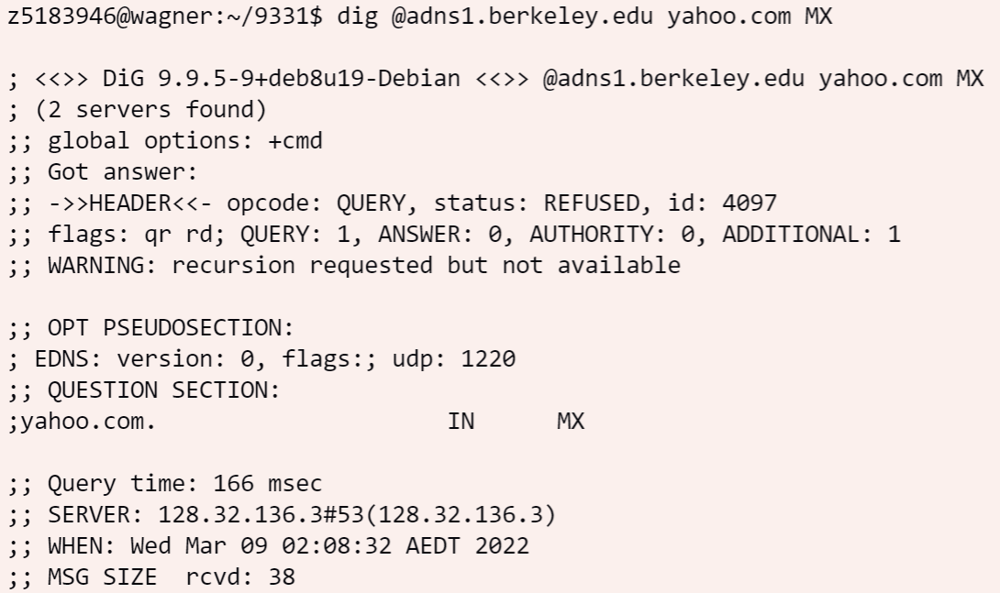 z5183946@wagner:~/9331$ dig @adns1.berkeley.edu yahoo.com MX

; <<>> DiG 9.9.5-9+deb8u19-Debian <<>> @adns1.berkeley.edu yahoo.com MX
; (2 servers found)
;; global options: +cmd
;; Got answer:
;; ->>HEADER<<- opcode: QUERY, status: REFUSED, id: 4097
;; flags: qr rd; QUERY: 1, ANSWER: 0, AUTHORITY: 0, ADDITIONAL: 1
;; WARNING: recursion requested but not available

;; OPT PSEUDOSECTION:
; EDNS: version: 0, flags:; udp: 1220
;; QUESTION SECTION:
;yahoo.com.                     IN      MX

;; Query time: 166 msec
;; SERVER: 128.32.136.3#53(128.32.136.3)
;; WHEN: Wed Mar 09 02:08:32 AEDT 2022
;; MSG SIZE  rcvd: 38